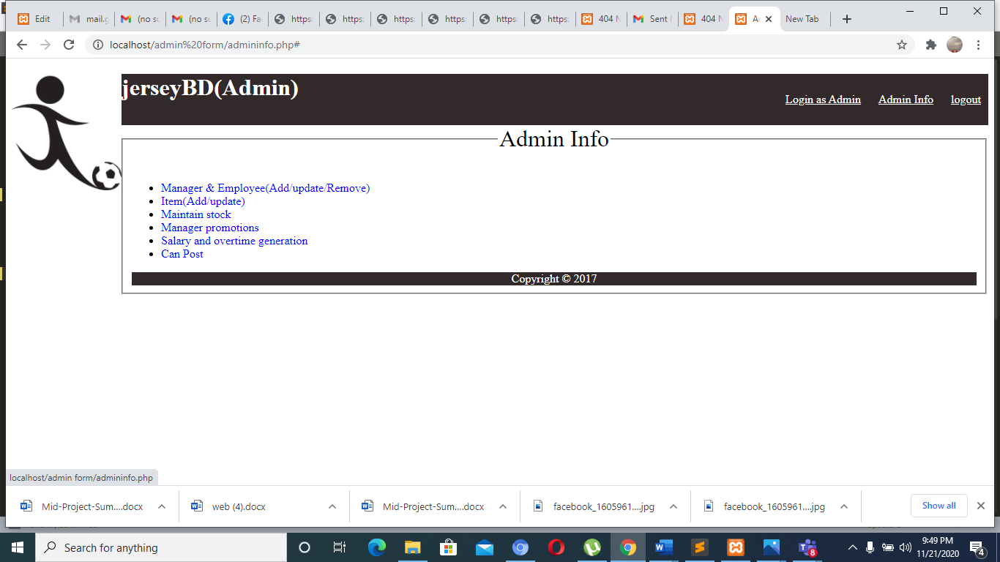 Edit
mail.g
(no su
(no su
(2) Fa
https:
https:
https:
https:
https:
https:
404 N
Sent M
404 N
Ad
New Tab
localhost/admin%20form/admininfo.php#
jerseyBD(Admin)
Login as Admin Admin Info logout
Admin Info
Manager & Employee(Add/update/Remove)
Item(Add/update)
Maintain stock
Manager promotions
Salary and overtime generation
Can Post
Copyright © 2017
localhost/admin form/admininfo.php
Mid-Project-Sum....docx
web (4).docx
Mid-Project-Sum....docx
facebook_1605961....jpg
facebook_1605961....jpg
Show all
Search for anything
8
9:49 PM
11/21/2020
4